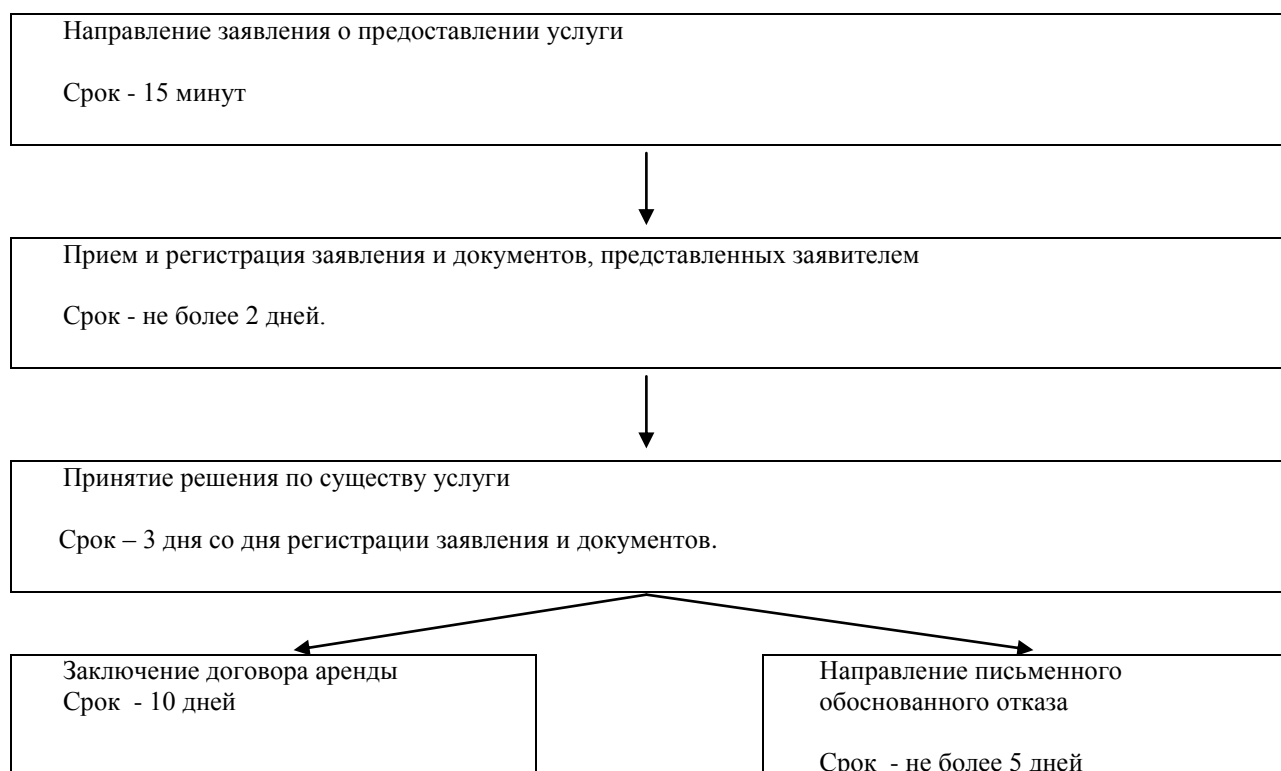 Направление заявления о предоставлении услуги
Срок - 15 минут
Прием и регистрация заявления и документов, представленных заявителем
Срок - не более 2 дней.
Принятие решения по существу услуги
Срок – 3 дня со дня регистрации заявления и документов.
Заключение договора аренды
Срок - 10 дней
Направление письменного
обоснованного отказа
Срок - не более 5 дней